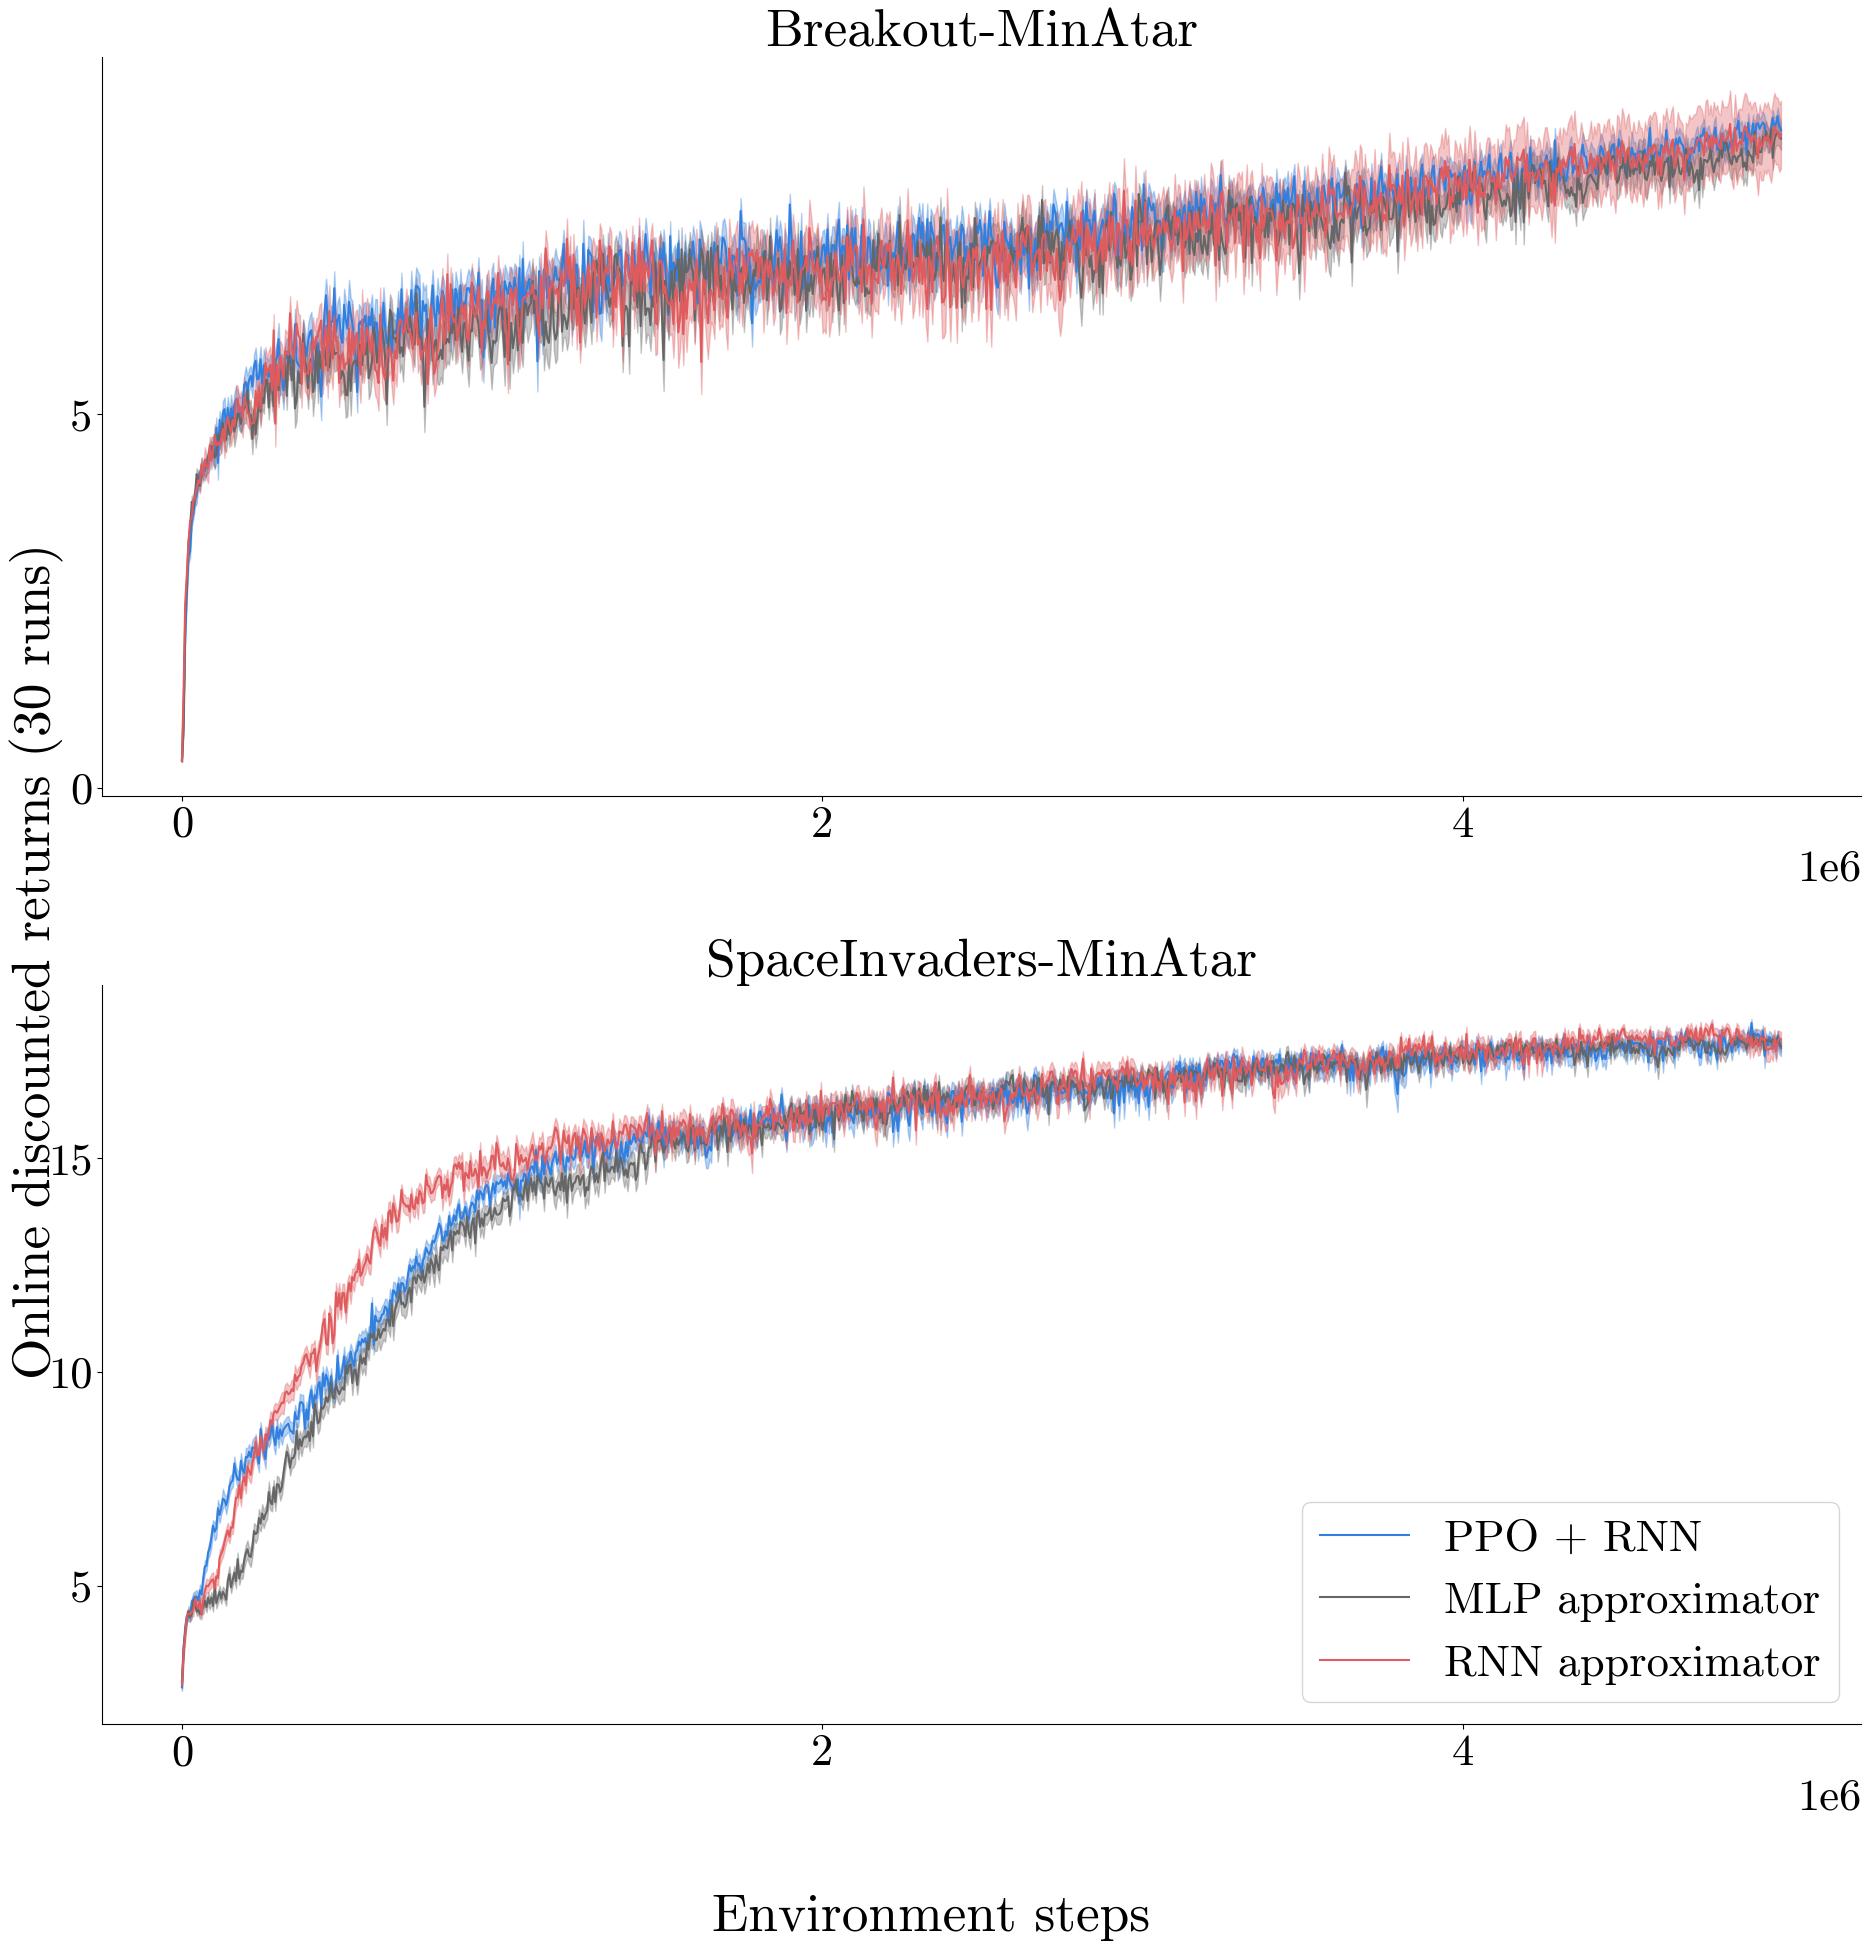 Breakout-MinAtar
5
0
0 2 4
1e6
Online discounted returns (30 runs)
SpaceInvaders-MinAtar
15
10
5
PPO + RNN
MLP approximator
RNN approximator
0 2 4
1e6
Environment steps